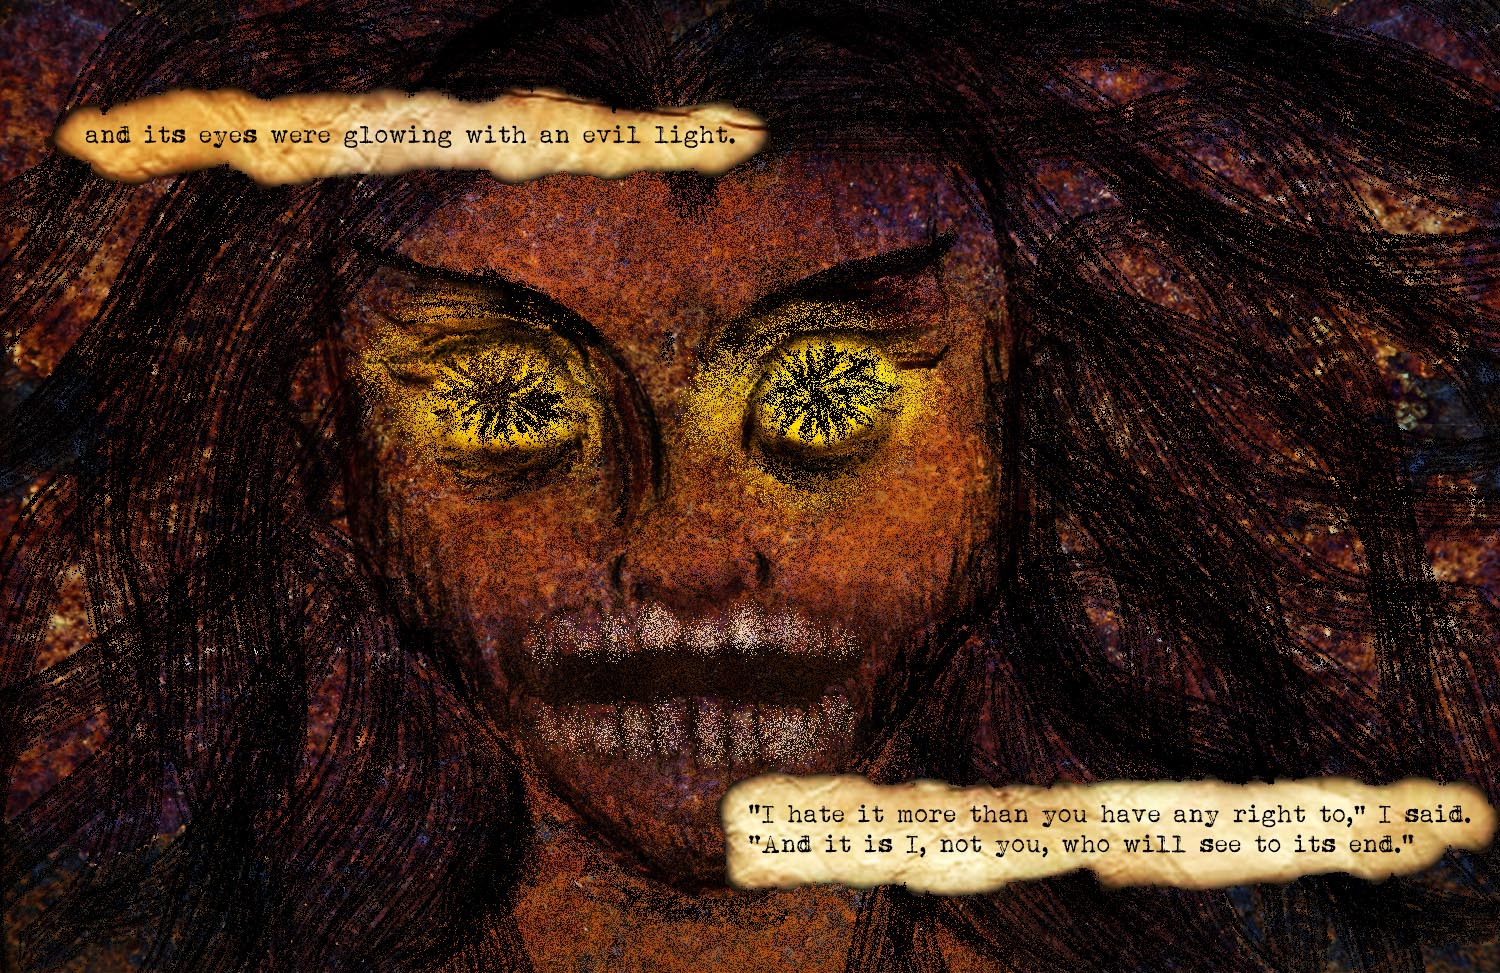 and its eyes were glowing with an evil light.
"I hate it more than you have any right to," I said.
"And it is I, not you, who will see to its end."